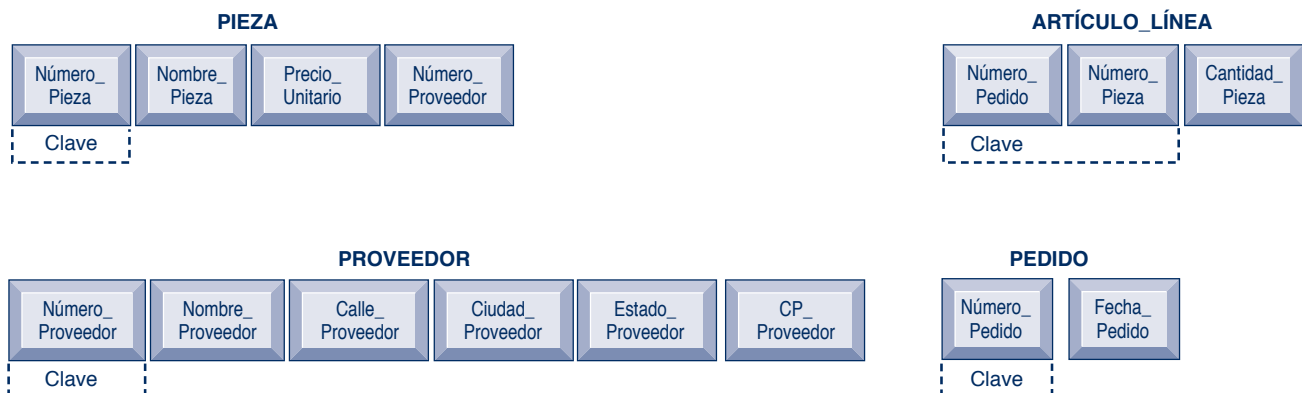 PIEZA
Número_
Pieza
Nombre_
Pieza
Precio_
Unitario
Número_
Proveedor
Clave
ARTÍCULO_LÍNEA
Número_
Pedido
Número_
Pieza
Cantidad_
Pieza
Clave
PROVEEDOR
Número_
Proveedor
Nombre_
Proveedor
Calle_
Proveedor
Ciudad_
Proveedor
Estado_
Proveedor
CP_
Proveedor
Clave
PEDIDO
Número_
Pedido
Fecha_
Pedido
Clave